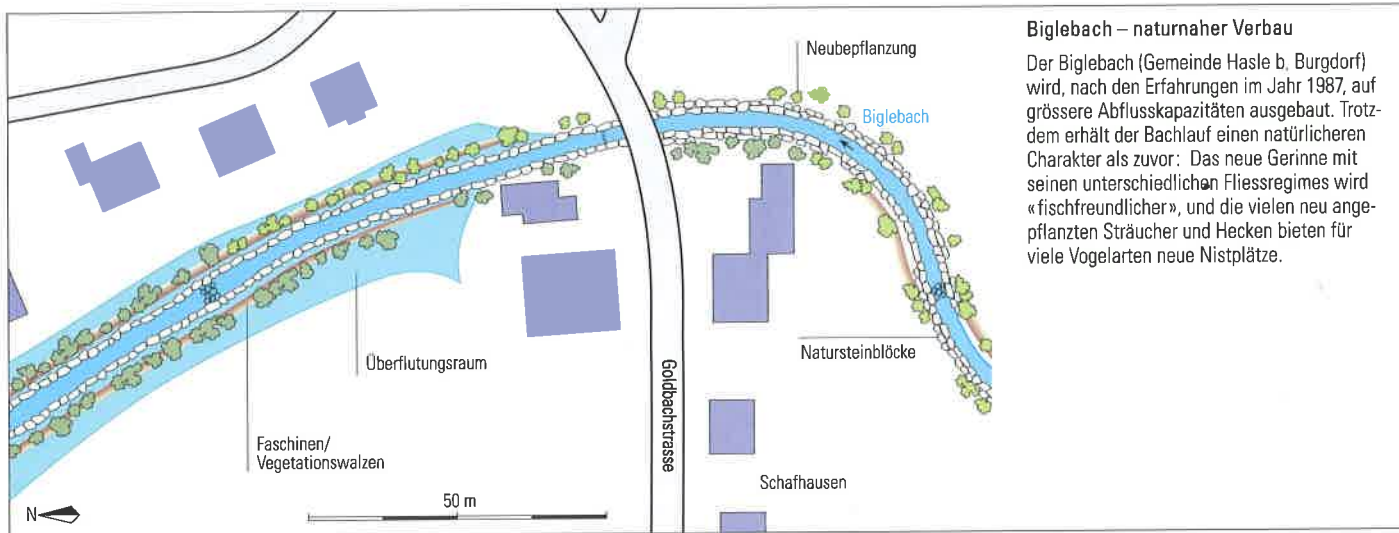 Biglebach – naturnaher Verbau
Der Biglebach (Gemeinde Hasle b. Burgdorf)
wird, nach den Erfahrungen im Jahr 1987, auf
grössere Abflusskapazitäten ausgebaut. Trotz-
dem erhält der Bachlauf einen natürlicheren
Charakter als zuvor: Das neue Gerinne mit
seinen unterschiedlichen Fliessregimes wird
«fischfreundlicher», und die vielen neu ange-
pflanzten Sträucher und Hecken bieten für
viele Vogelarten neue Nistplätze.
Neubepflanzung
Biglebach
Natursteinblöcke
Überflutungsraum
Goldbachstrasse
Faschinen/
Vegetationswalzen
Schafhausen
50 m
N